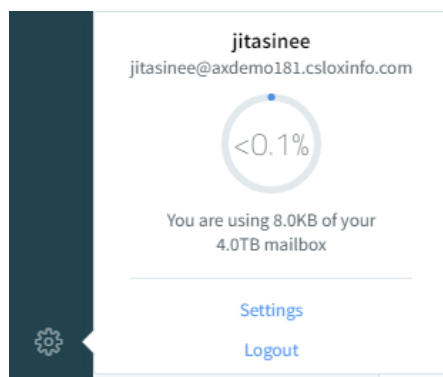 jitasinee
jitasinee@axdemo181.csloxinfo.com
<0.1%
You are using 8.0KB of your
4.0TB mailbox
Settings
Logout